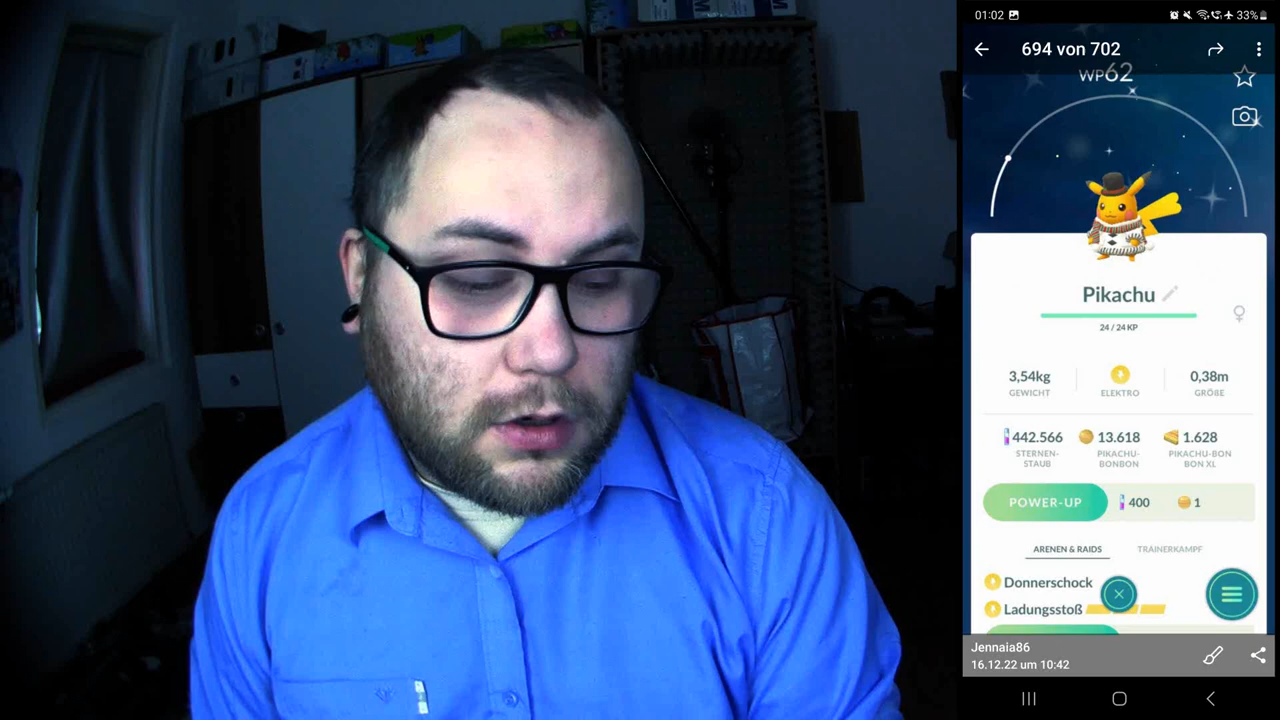 01:02 33%
694 von 702
WP62
Pikachu
24 / 24 KP
3,54kg
GEWICHT
ELEKTRO
0,38m
GRÖßE
442.566
STERNEN-
STAUB
13.618
PIKACHU-
BONBON
1.628
PIKACHU-BON
BON XL
POWER-UP 400 1
ARENEN & RAIDS TRAINERKAMPF
Donnerschock
Ladungsstoß
Jennaia86
16.12.22 um 10:42